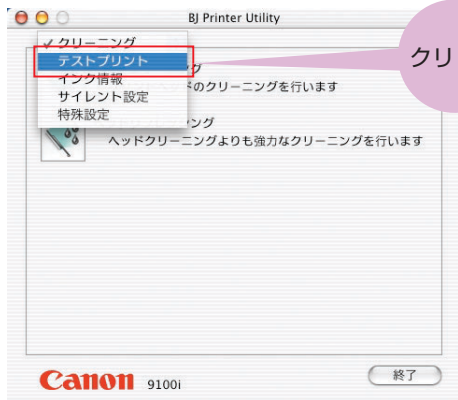 BJ Printer Utility
✓ クリーニング
テストプリント
インク情報
サイレント設定
特殊設定
グ
ドのクリーニングを行います
ング
ヘッドクリーニングよりも強力なクリーニングを行います
クリ
Canon 9100i
終了